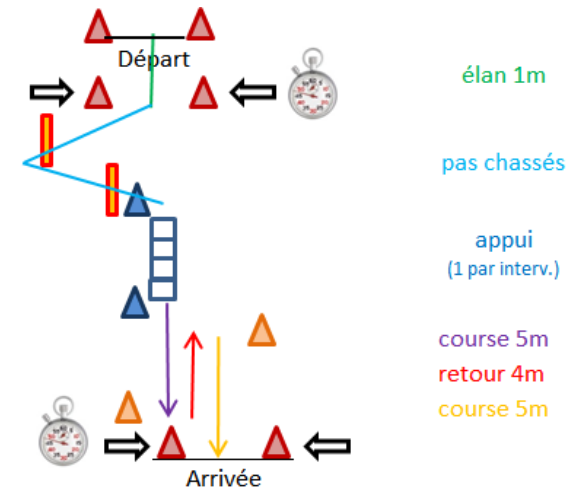 Départ
élan 1m
pas chassés
appui
(1 par interv.)
course 5m
retour 4m
course 5m
Arrivée